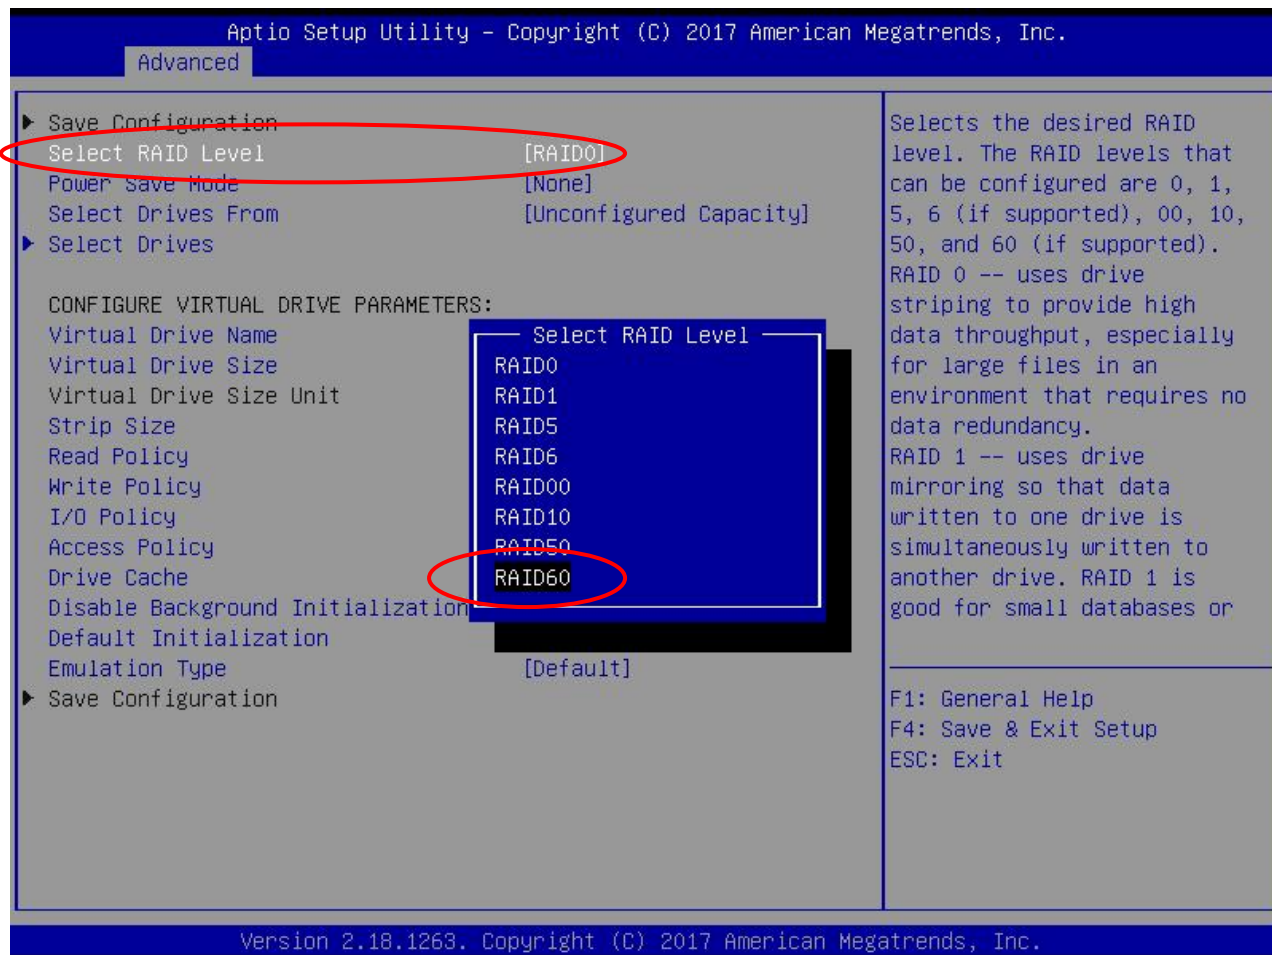 Aptio Setup Utility – Copyright (C) 2017 American Megatrends, Inc.
Advanced
Save Configuration
Select RAID Level [RAID0]
Power Save Mode [None]
Select Drives From [Unconfigured Capacity]
Select Drives
CONFIGURE VIRTUAL DRIVE PARAMETERS:
Virtual Drive Name
Virtual Drive Size
Virtual Drive Size Unit
Strip Size
Read Policy
Write Policy
I/O Policy
Access Policy
Drive Cache
Disable Background Initialization
Default Initialization
Emulation Type [Default]
Save Configuration
Select RAID Level
RAID0
RAID1
RAID5
RAID6
RAID00
RAID10
RAID50
RAID60
Selects the desired RAID
level. The RAID levels that
can be configured are 0, 1,
5, 6 (if supported), 00, 10,
50, and 60 (if supported).
RAID 0 -- uses drive
striping to provide high
data throughput, especially
for large files in an
environment that requires no
data redundancy.
RAID 1 -- uses drive
mirroring so that data
written to one drive is
simultaneously written to
another drive. RAID 1 is
good for small databases or
F1: General Help
F4: Save & Exit Setup
ESC: Exit
Version 2.18.1263. Copyright (C) 2017 American Megatrends, Inc.